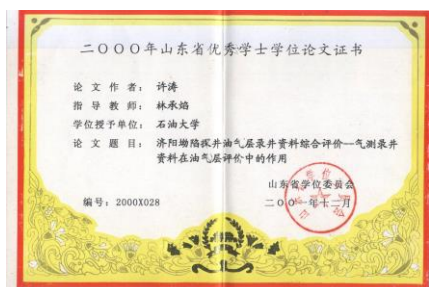 二〇〇〇年山东省优秀学士学位论文证书
论文作者：许涛
指导教师：林承焰
学位授予单位：石油大学
论文题目：济阳坳陷探井油气层录井资料综合评价--气测录井
资料在油气层评价中的作用
山东省学位委员会
编号：2000X028
二〇〇一年十二月